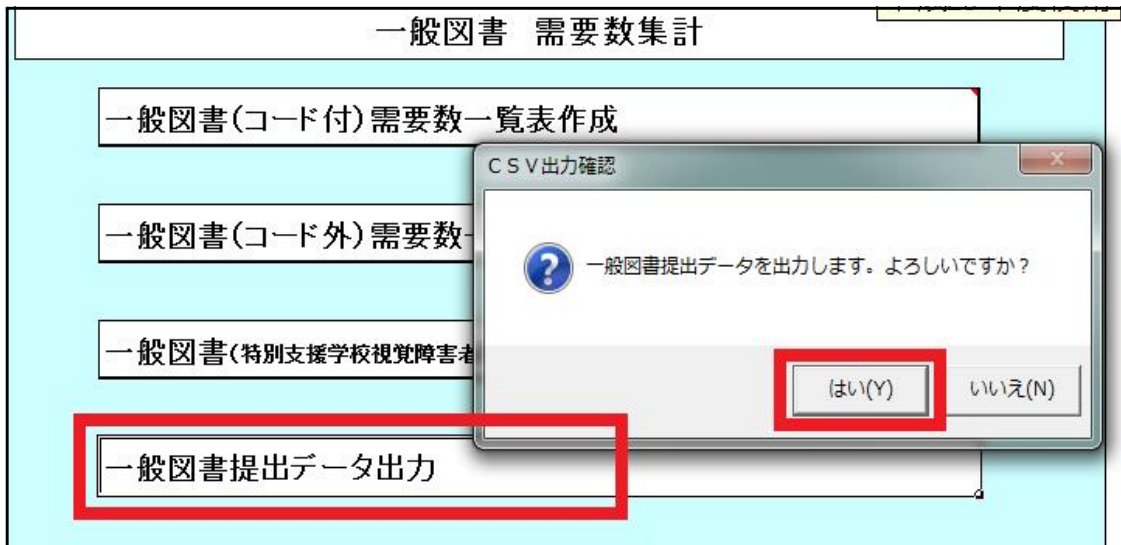 一般図書 需要数集計
一般図書(コード付)需要数一覧表作成
CSV出力確認
一般図書(コード外)需要数一
一般図書提出データを出力します。よろしいですか?
一般図書(特別支援学校視覚障害者
はい(Y)
いいえ(N)
一般図書提出データ出力